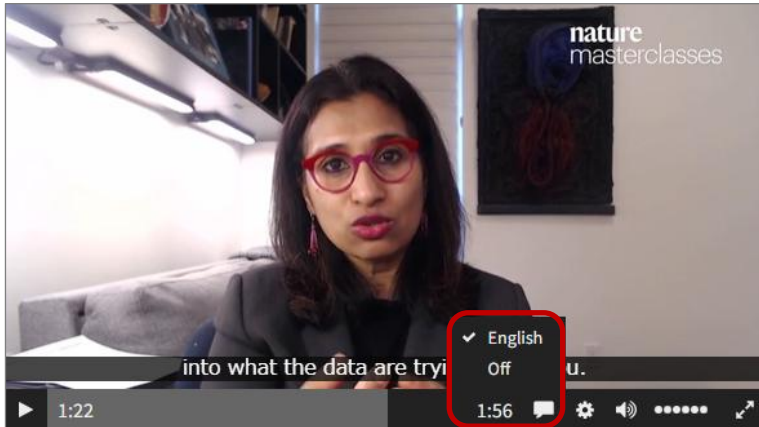 nature
masterclasses
English
Off
into what the data are tryi u.
1:22
1:56